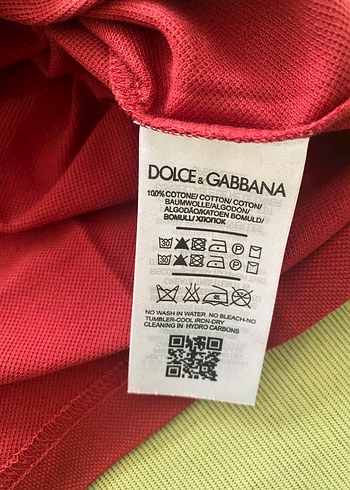 DOLCE & GABBANA
100% COTONE/ COTTON/ COTON/
BAUMWOLLE/ALGODÓN/
ALGODÃO/KATOEN BOMULD/
BOMULL/ ХЛОПОК
NO WASH IN WATER NO BLEACH-NO
TUMBLER-COOL IRON-DRY
CLEANING IN HYDRO CARBONS